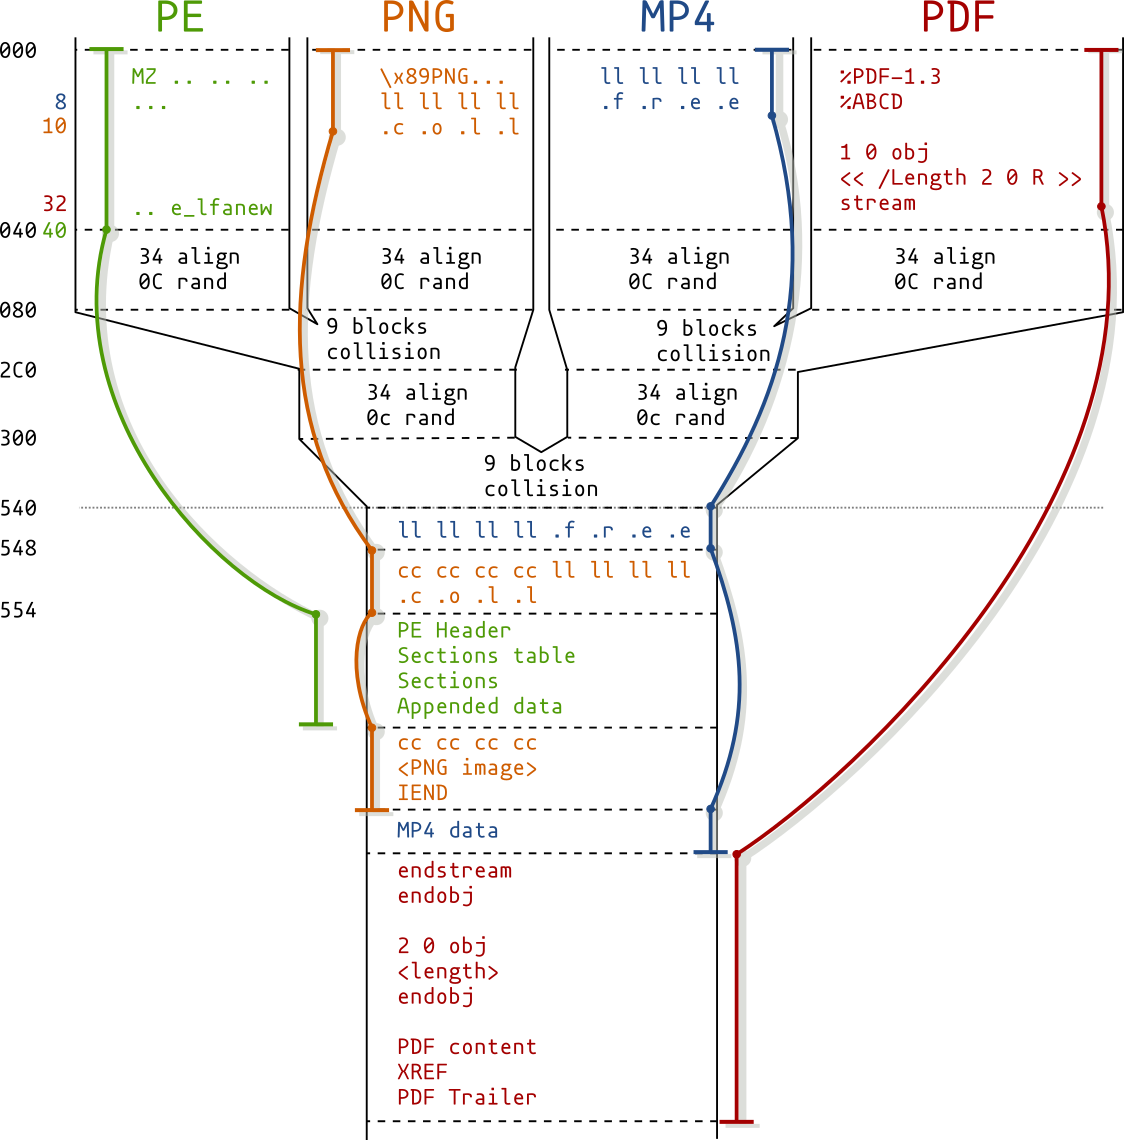 PE PNG MP4 PDF
000
MZ .. .. ..
...
\x89PNG...
ll ll ll ll
.c .o .l .l
ll ll ll ll
.f .r .e .e
%PDF-1.3
%ABCD
1 0 obj
<< /Length 2 0 R >>
stream
8
10
32
.. e_lfanew
040 40
34 align
0C rand
34 align
0C rand
34 align
0C rand
34 align
0C rand
080
9 blocks
collision
9 blocks
collision
2C0
34 align
0c rand
34 align
0c rand
300
9 blocks
collision
540
ll ll ll ll .f .r .e .e
548
cc cc cc cc ll ll ll ll
.c .o .l .l
554
PE Header
Sections table
Sections
Appended data
cc cc cc cc
<PNG image>
IEND
MP4 data
endstream
endobj
2 0 obj
<length>
endobj
PDF content
XREF
PDF Trailer